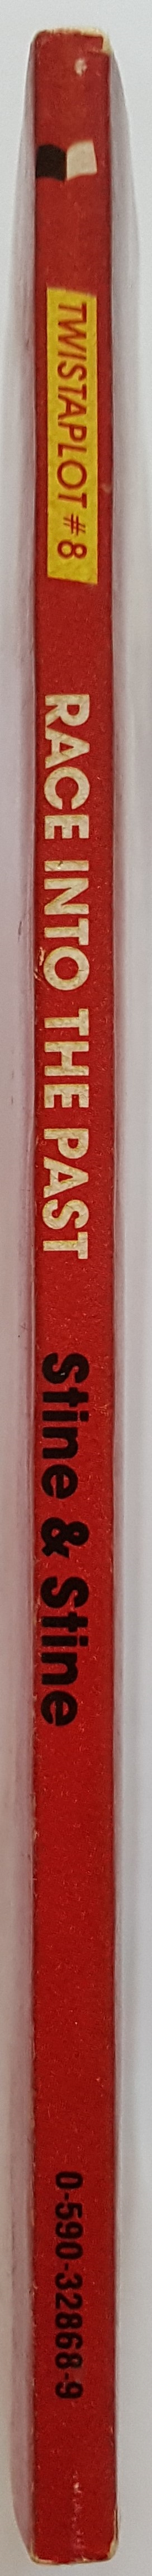 TWISTAPLOT #8
RACE INTO THE PAST
Stine & Stine
0-590-32868-9